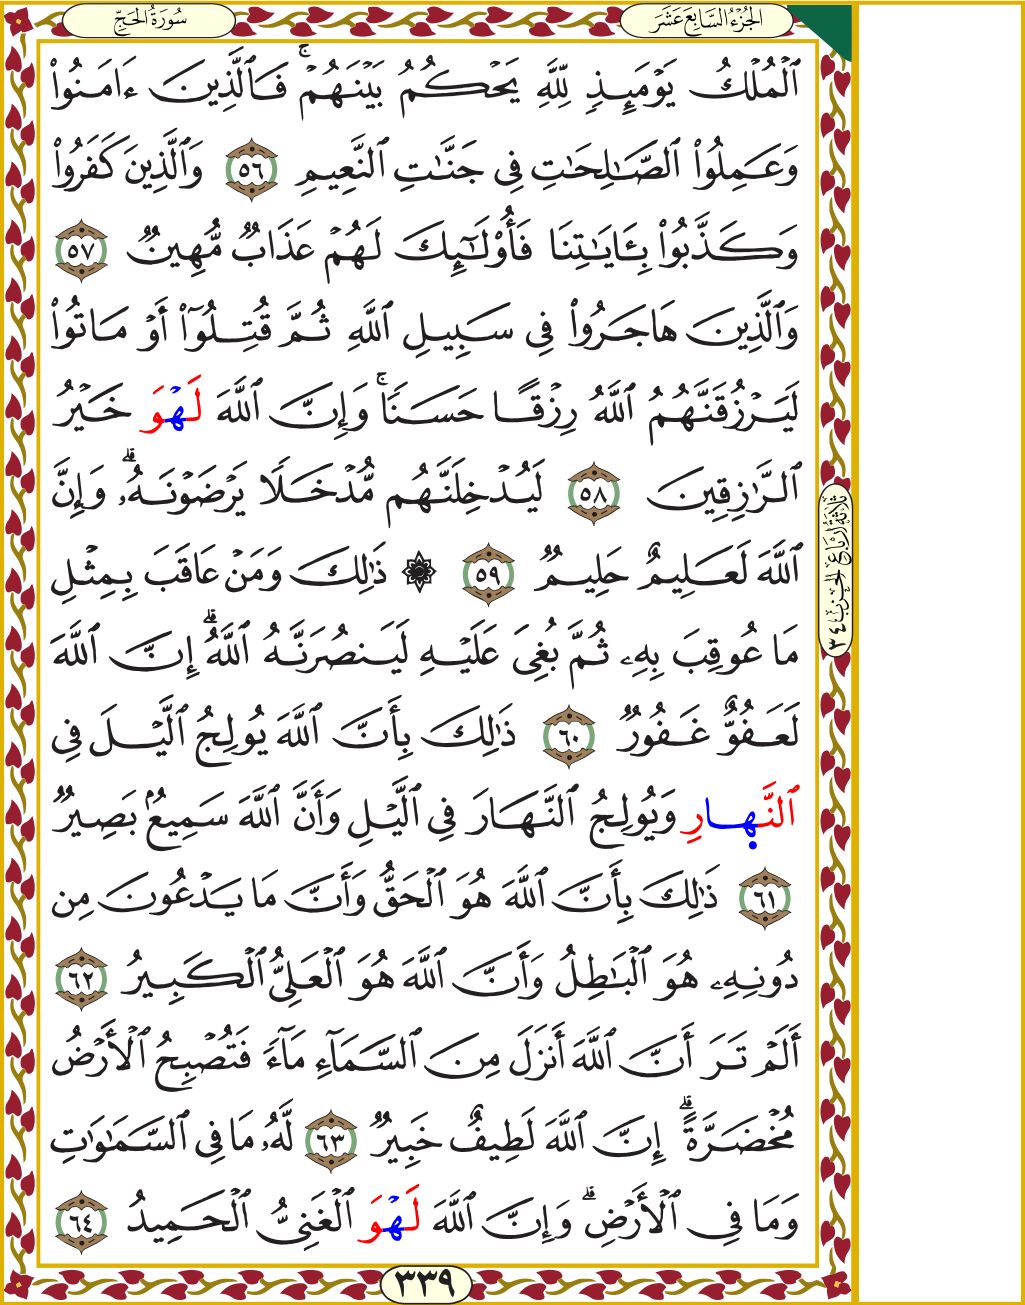 الجُزْءُ السَّابِعَ عَشَرَ
سُورَةُ الحَجِّ
ٱلْمُلْكُ يَوْمَئِذٍ لِّلَّهِ يَحْكُمُ بَيْنَهُمْۚ فَٱلَّذِينَ ءَامَنُوا۟
وَعَمِلُوا۟ ٱلصَّٰلِحَٰتِ فِى جَنَّٰتِ ٱلنَّعِيمِ ٥٦ وَٱلَّذِينَ كَفَرُوا۟
وَكَذَّبُوا۟ بِـَٔايَٰتِنَا فَأُو۟لَٰٓئِكَ لَهُمْ عَذَابٌ مُّهِينٌ ٥٧
وَٱلَّذِينَ هَاجَرُوا۟ فِى سَبِيلِ ٱللَّهِ ثُمَّ قُتِلُوٓا۟ أَوْ مَاتُوا۟
لَيَرْزُقَنَّهُمُ ٱللَّهُ رِزْقًا حَسَنًاۚ وَإِنَّ ٱللَّهَ لَهْوَ خَيْرُ
ٱلرَّٰزِقِينَ ٥٨ لَيُدْخِلَنَّهُم مُّدْخَلًا يَرْضَوْنَهُۥۗ وَإِنَّ
ٱللَّهَ لَعَلِيمٌ حَلِيمٌ ٥٩ ۞ ذَٰلِكَ وَمَنْ عَاقَبَ بِمِثْلِ
مَا عُوقِبَ بِهِۦ ثُمَّ بُغِىَ عَلَيْهِ لَيَنصُرَنَّهُ ٱللَّهُۗ إِنَّ ٱللَّهَ
لَعَفُوٌّ غَفُورٌ ٦٠ ذَٰلِكَ بِأَنَّ ٱللَّهَ يُولِجُ ٱلَّيْلَ فِى
ٱلنَّهارِ وَيُولِجُ ٱلنَّهَارَ فِى ٱلَّيْلِ وَأَنَّ ٱللَّهَ سَمِيعٌۢ بَصِيرٌ
٦١ ذَٰلِكَ بِأَنَّ ٱللَّهَ هُوَ ٱلْحَقُّ وَأَنَّ مَا يَدْعُونَ مِن
دُونِهِۦ هُوَ ٱلْبَٰطِلُ وَأَنَّ ٱللَّهَ هُوَ ٱلْعَلِىُّ ٱلْكَبِيرُ ٦٢
أَلَمْ تَرَ أَنَّ ٱللَّهَ أَنزَلَ مِنَ ٱلسَّمَآءِ مَآءً فَتُصْبِحُ ٱلْأَرْضُ
مُخْضَرَّةًۗ إِنَّ ٱللَّهَ لَطِيفٌ خَبِيرٌ ٦٣ لَّهُۥ مَا فِى ٱلسَّمَٰوَٰتِ
وَمَا فِى ٱلْأَرْضِۗ وَإِنَّ ٱللَّهَ لَهْوَ ٱلْغَنِىُّ ٱلْحَمِيدُ ٦٤
ثَلَاثَةُ أَرْبَاعِ الحِزْبِ ٣٤
٣٣٩